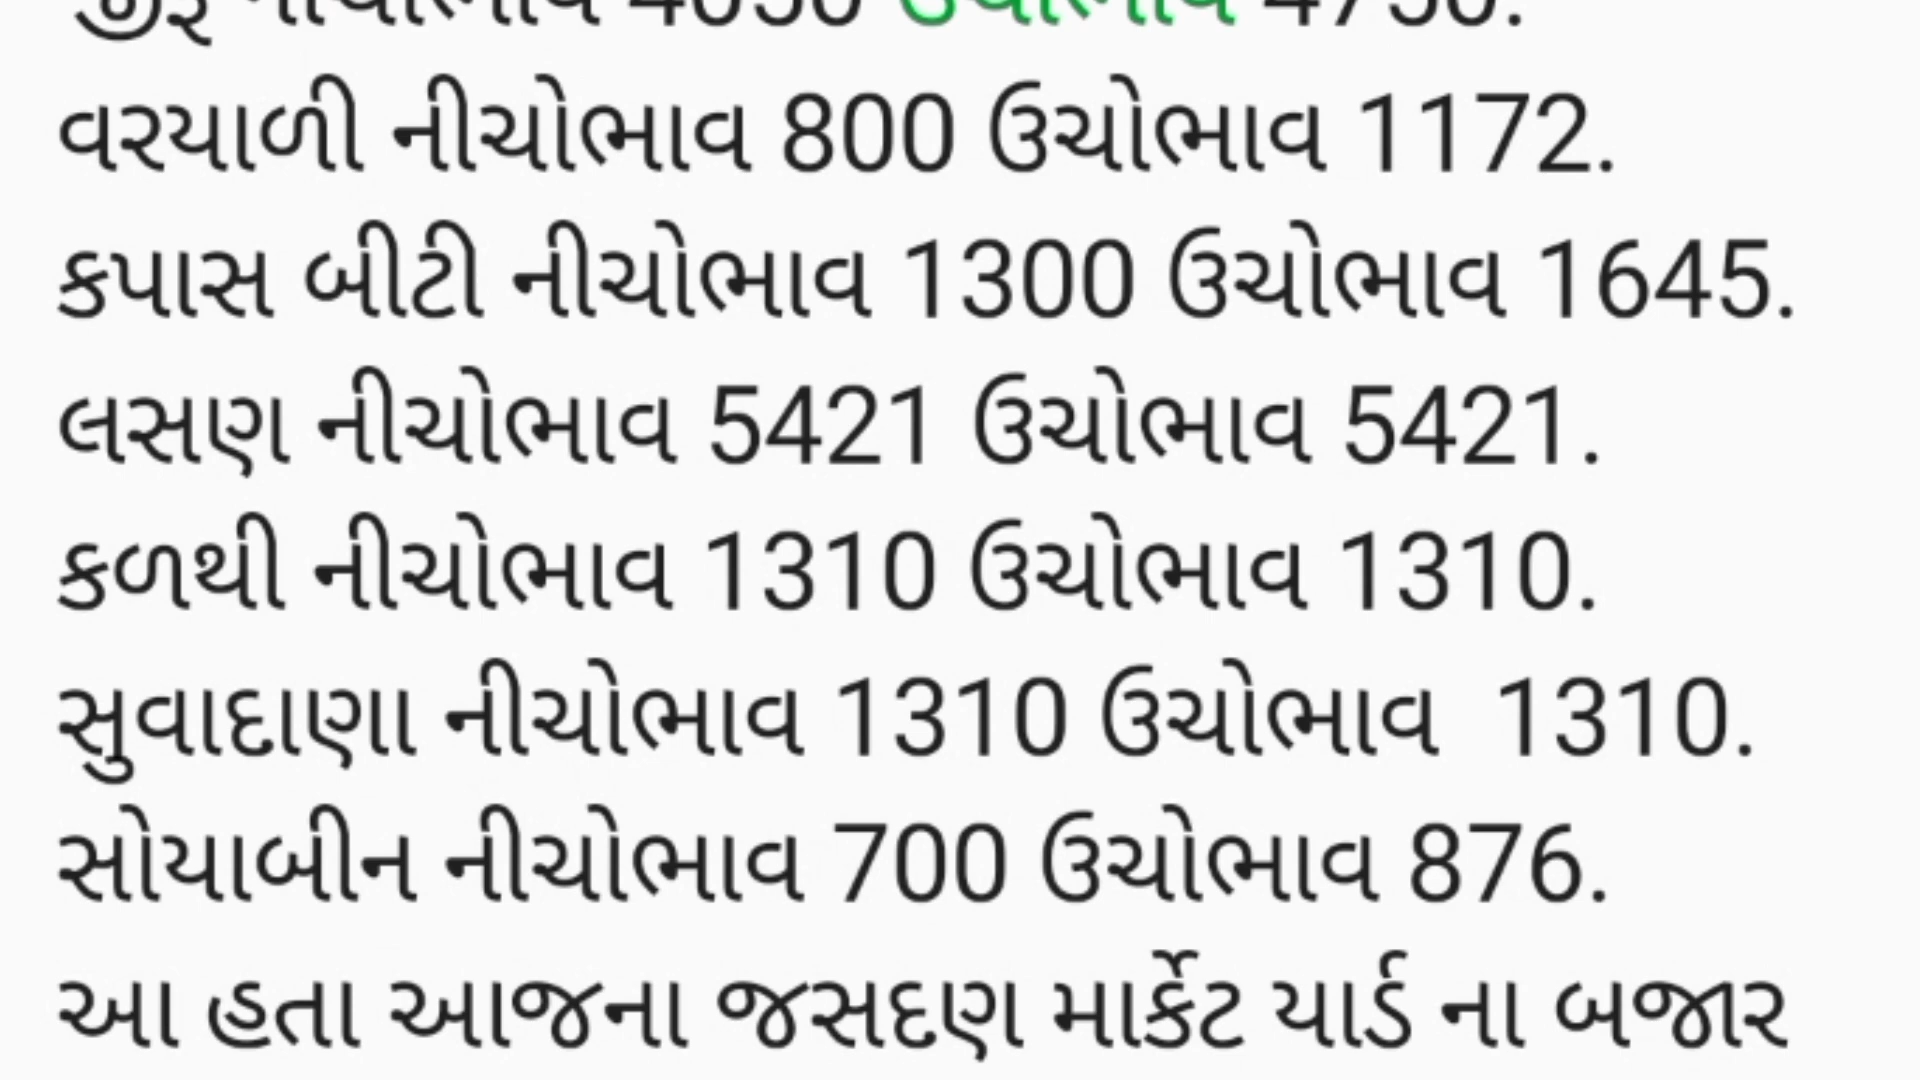 વરયાળી નીચોભાવ 800 ઉચોભાવ 1172.
કપાસ બીટી નીચોભાવ 1300 ઉચોભાવ 1645.
લસણ નીચોભાવ 5421 ઉચોભાવ 5421.
કળથી નીચોભાવ 1310 ઉચોભાવ 1310.
સુવાદાણા નીચોભાવ 1310 ઉચોભાવ 1310.
સોયાબીન નીચોભાવ 700 ઉચોભાવ 876.
આ હતા આજના જસદણ માર્કેટ યાર્ડ ના બજાર